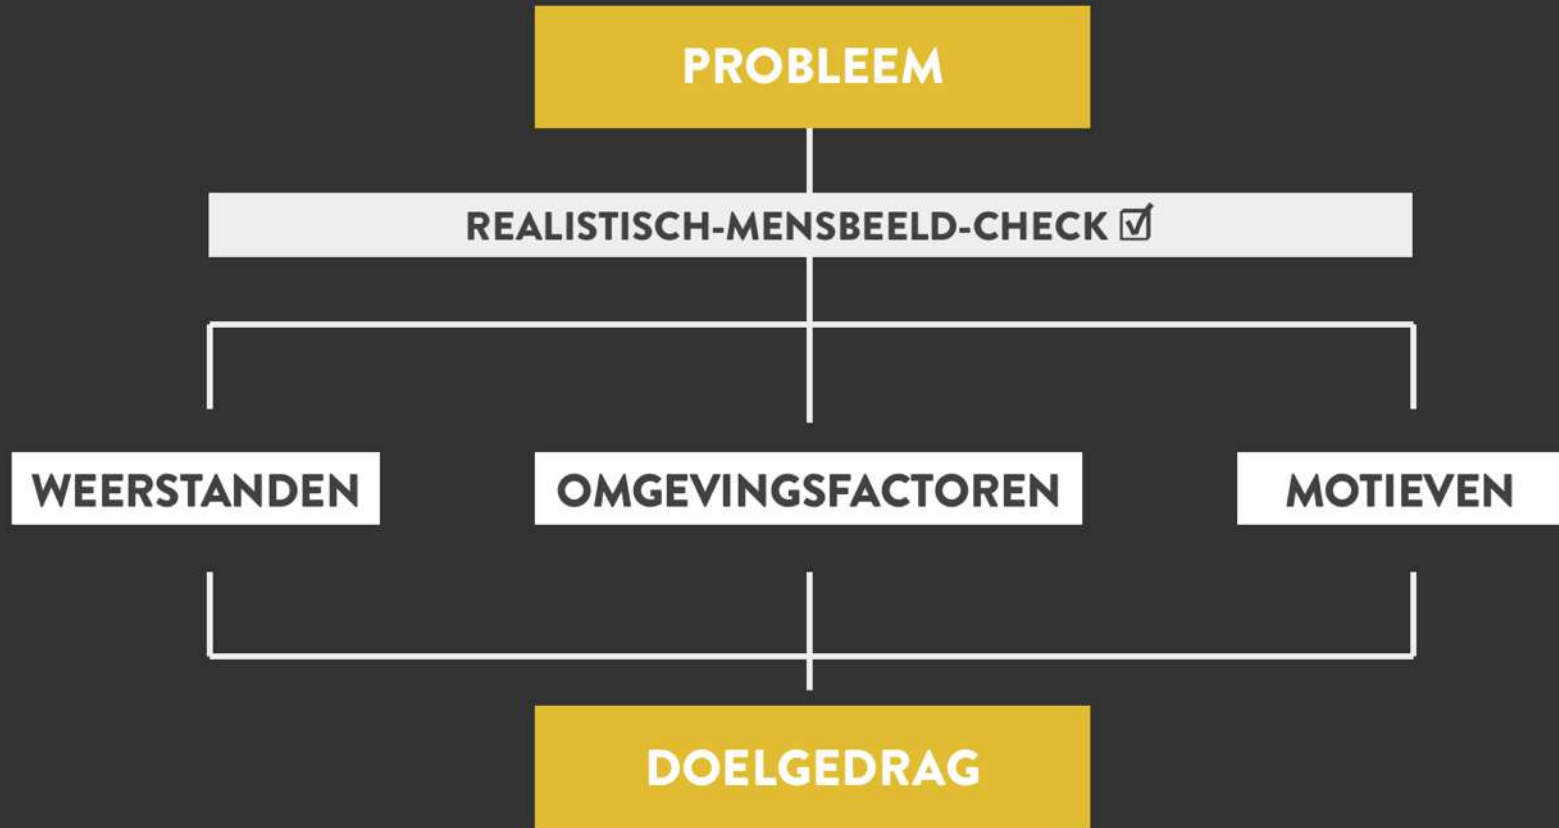 PROBLEEM
REALISTISCH-MENSBEELD-CHECK ☑
WEERSTANDEN
OMGEVINGSFACTOREN
MOTIEVEN
DOELGEDRAG